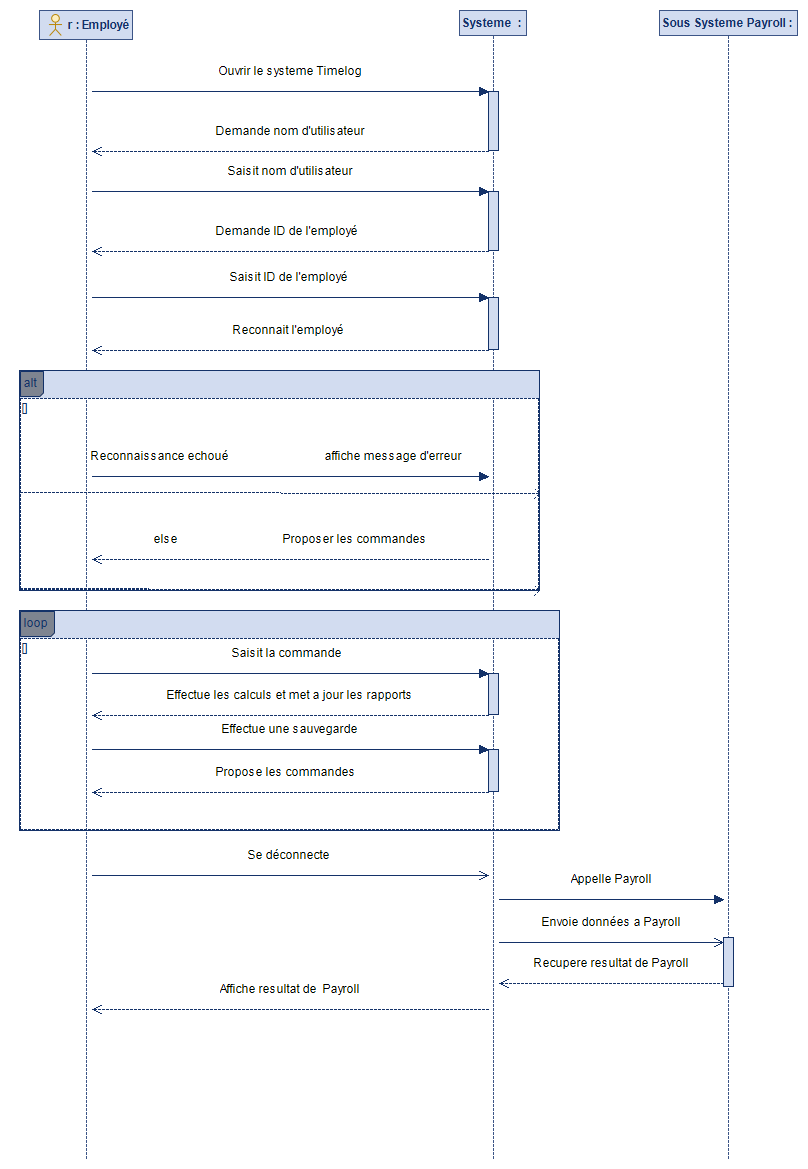 r : Employé
Systeme :
Sous Systeme Payroll :
Ouvrir le systeme Timelog
Demande nom d'utilisateur
Saisit nom d'utilisateur
Demande ID de l'employé
Saisit ID de l'employé
Reconnait l'employé
alt
[]
Reconnaissance echoué affiche message d'erreur
else Proposer les commandes
loop
[]
Saisit la commande
Effectue les calculs et met a jour les rapports
Effectue une sauvegarde
Propose les commandes
Se déconnecte
Appelle Payroll
Envoie données a Payroll
Recupere resultat de Payroll
Affiche resultat de Payroll